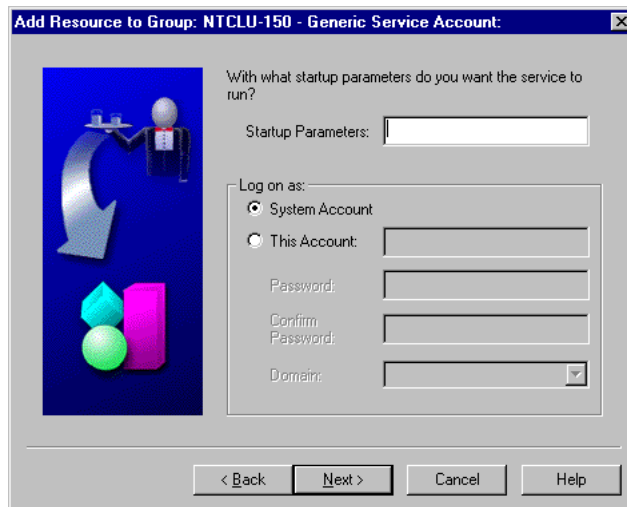 Add Resource to Group: NTCLU-150 - Generic Service Account:
With what startup parameters do you want the service to
run?
Startup Parameters:
Log on as:
System Account
This Account:
Password:
Confirm
Password:
Domain:
< Back
Next >
Cancel
Help